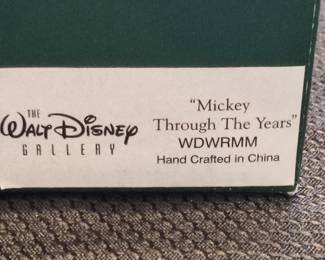 THE
WALT DISNEY
GALLERY
"Mickey
Through The Years"
WDWRMM
Hand Crafted in China